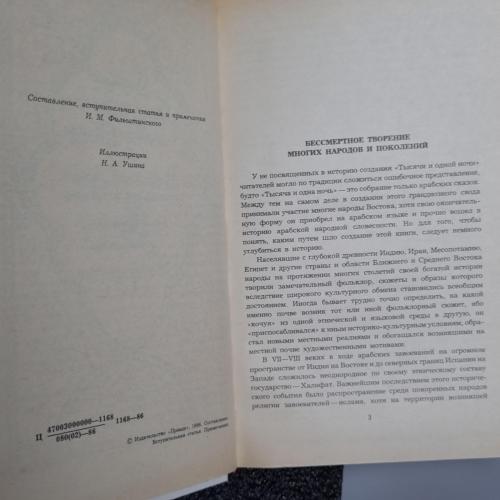 Составление, вступительная статья и примечания
И. М. Фильштинского
Иллюстрации
Н. А. Ушина
Ц 47003000000—1168 1168—86
080(02)—86
© Издательство «Правда», 1986. Составление.
Вступительная статья. Примечания.
БЕССМЕРТНОЕ ТВОРЕНИЕ
МНОГИХ НАРОДОВ И ПОКОЛЕНИЙ
У не посвященных в историю создания «Тысячи и одной ночи»
читателей могло по традиции сложиться ошибочное представление,
будто «Тысяча и одна ночь» — это собрание только арабских сказок.
Между тем на самом деле в создании этого грандиозного свода
принимали участие многие народы Востока, хотя свою окончатель-
ную форму он приобрел на арабском языке и прочно вошел в
историю арабской народной словесности. Но для того, чтобы
понять, каким путем шло создание этой книги, следует немного
углубиться в историю.
Населявшие с глубокой древности Индию, Иран, Месопотамию,
Египет и другие страны и области Ближнего и Среднего Востока
народы на протяжении многих столетий своей богатой истории
творили замечательный фольклор, сюжеты и образы которого
вследствие широкого культурного обмена становились всеобщим
достоянием. Иногда бывает трудно точно определить, на какой
именно почве возник тот или иной фольклорный сюжет, ибо
«кочуя» из одной этнической и языковой среды в другую, он
«приспосабливался» к иным историко-культурным условиям, обра-
стал новыми местными реалиями и обогащался возникшими на
местной почве художественными мотивами.
В VII—VIII веках в ходе арабских завоеваний на огромном
пространстве от Индии на Востоке и до северных границ Испании на
Западе сложилось неоднородное по своему этническому составу
государство — Халифат. Важнейшим последствием этого историче-
ского события было распространение среди покоренных народов
религии завоевателей — ислама, хотя на территории возникшей
3